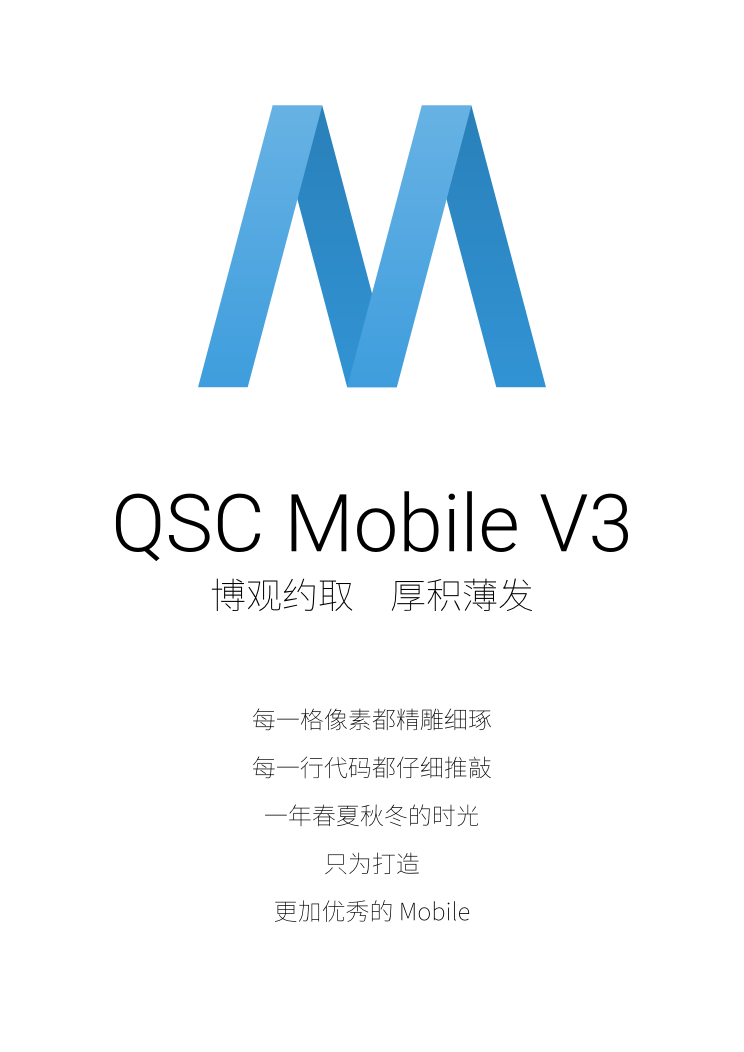 QSC Mobile V3
博观约取　厚积薄发
每一格像素都精雕细琢
每一行代码都仔细推敲
一年春夏秋冬的时光
只为打造
更加优秀的 Mobile